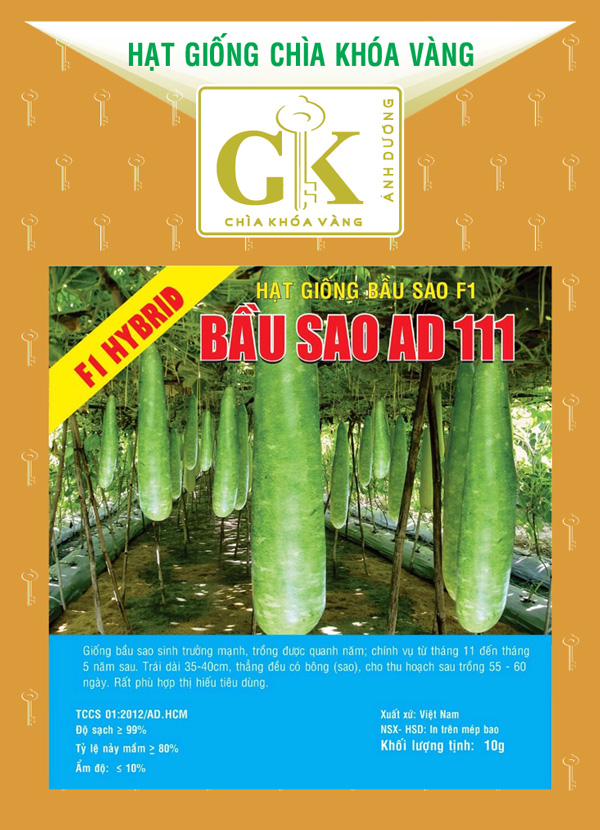 HẠT GIỐNG CHÌA KHÓA VÀNG
GK
ÁNH DƯƠNG
CHÌA KHÓA VÀNG
F1 HYBRID
HẠT GIỐNG BẦU SAO F1
BẦU SAO AD 111
Giống bầu sao sinh trưởng mạnh, trồng được quanh năm; chính vụ từ tháng 11 đến tháng
5 năm sau. Trái dài 35-40cm, thẳng đều có bông (sao), cho thu hoạch sau trồng 55 - 60
ngày. Rất phù hợp thị hiếu tiêu dùng.
TCCS 01:2012/AD.HCM
Độ sạch ≥ 99%
Tỷ lệ nảy mầm ≥ 80%
Ẩm độ: ≤ 10%
Xuất xứ: Việt Nam
NSX- HSD: In trên mép bao
Khối lượng tịnh: 10g